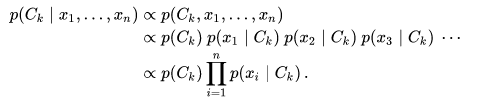 p(C_k | x_1, …, x_n) ∝ p(C_k, x_1, …, x_n)
∝ p(C_k) p(x_1 | C_k) p(x_2 | C_k) p(x_3 | C_k) ⋯
∝ p(C_k) ∏_{i=1}^{n} p(x_i | C_k) .